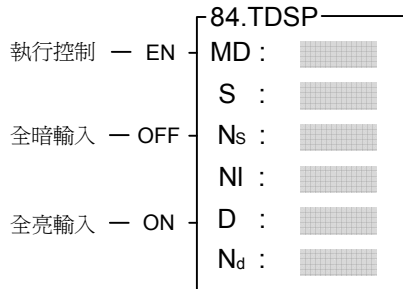 84.TDSP
執行控制 — EN MD :
S :
全暗輸入 — OFF Ns :
NI :
全亮輸入 — ON D :
Nd :